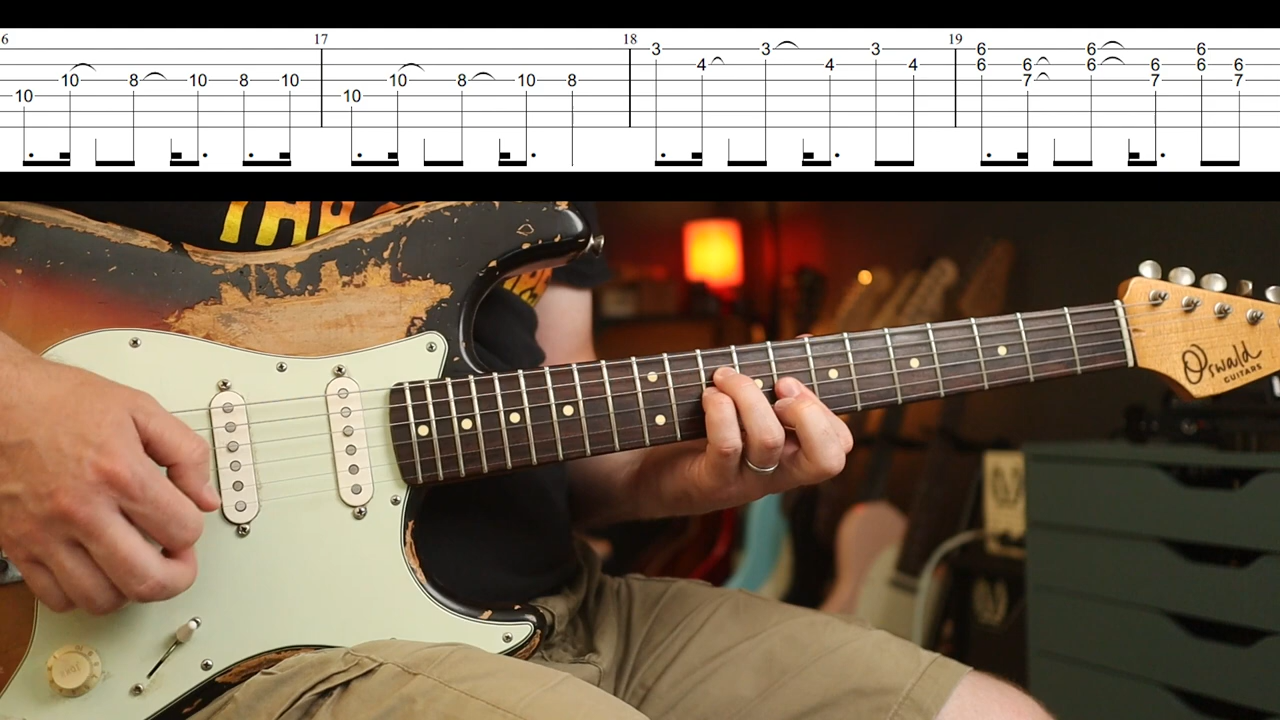 6 17 18 19
3 3 3 6 6 6
4 4 4 6 6 6 6 6 6
10 8 10 8 10 10 8 10 8 7 7 7
10 10
Oswald
GUITARS